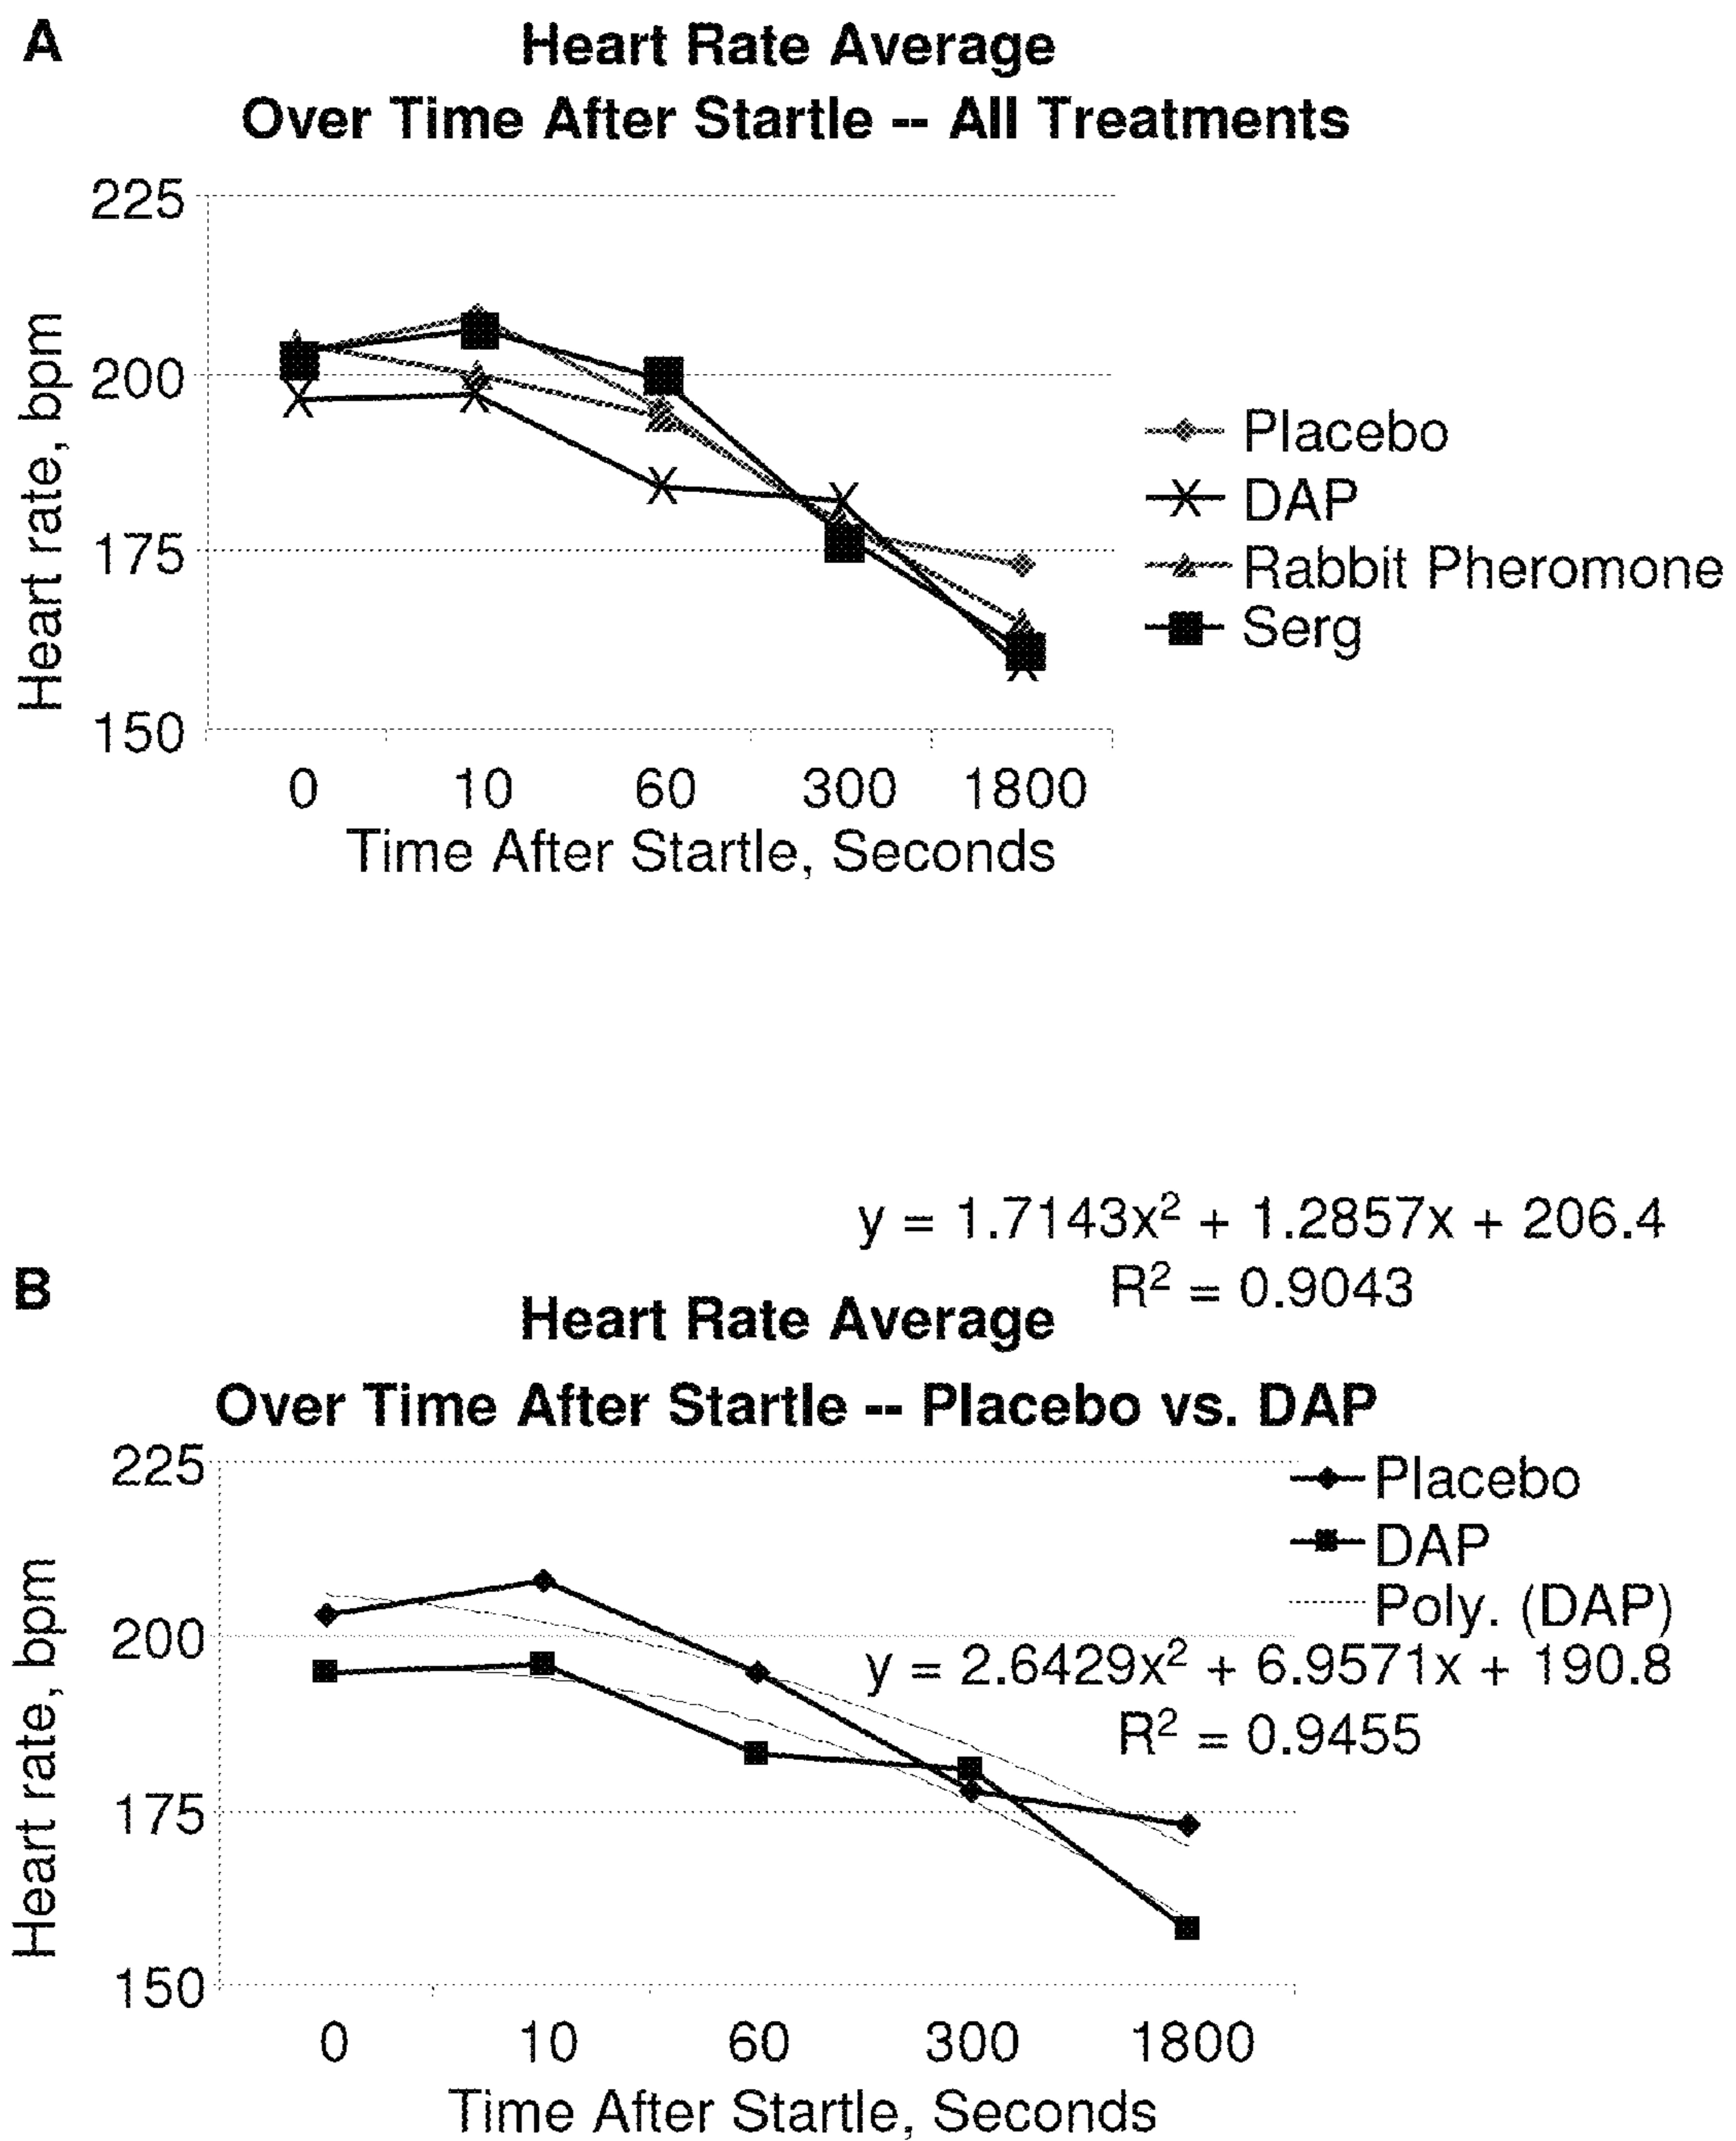 A
Heart Rate Average
Over Time After Startle -- All Treatments
225
200
175
150
Heart rate, bpm
0 10 60 300 1800
Time After Startle, Seconds
Placebo
DAP
Rabbit Pheromone
Serg
y = 1.7143x² + 1.2857x + 206.4
R² = 0.9043
B
Heart Rate Average
Over Time After Startle -- Placebo vs. DAP
225
200
175
150
Heart rate, bpm
Placebo
DAP
Poly. (DAP)
y = 2.6429x² + 6.9571x + 190.8
R² = 0.9455
0 10 60 300 1800
Time After Startle, Seconds